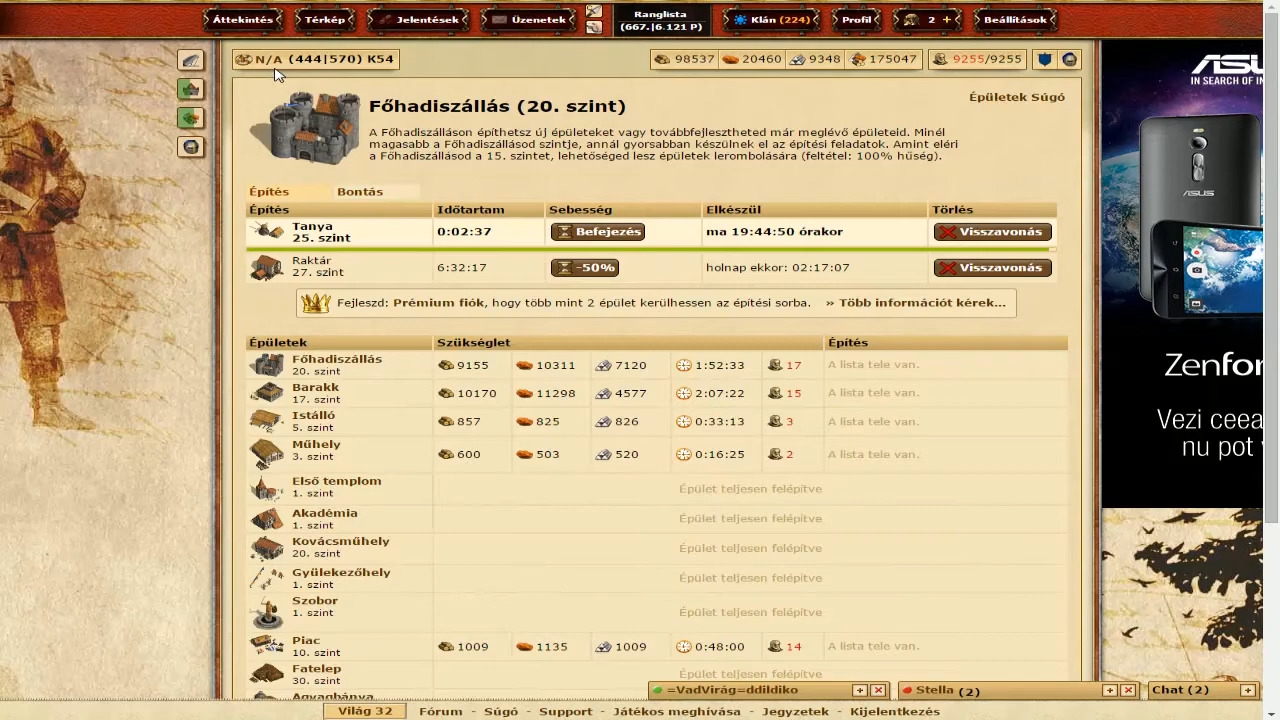 Áttekintés Térkép Jelentések Üzenetek Ranglista Klán (224) Profil 2 + Beállítások
(667.|6.121 P)
N/A (444|570) K54 98537 20460 9348 175047 9255/9255
Főhadiszállás (20. szint) Épületek Súgó
A Főhadiszálláson építhetsz új épületeket vagy továbbfejlesztheted már meglévő épületeid. Minél
magasabb a Főhadiszállásod szintje, annál gyorsabban készülnek el az építési feladatok. Amint eléri
a Főhadiszállásod a 15. szintet, lehetőséged lesz épületek lerombolására (feltétel: 100% hűség).
Építés Bontás
Építés Időtartam Sebesség Elkészül Törlés
Tanya
25. szint 0:02:37 Befejezés ma 19:44:50 órakor Visszavonás
Raktár
27. szint 6:32:17 -50% holnap ekkor: 02:17:07 Visszavonás
Fejleszd: Prémium fiók, hogy több mint 2 épület kerülhessen az építési sorba. » Több információt kérek...
Épületek Szükséglet Építés
Főhadiszállás
20. szint 9155 10311 7120 1:52:33 17 A lista tele van.
Barakk
17. szint 10170 11298 4577 2:07:22 15 A lista tele van.
Istálló
5. szint 857 825 826 0:33:13 3 A lista tele van.
Műhely
3. szint 600 503 520 0:16:25 2 A lista tele van.
Első templom
1. szint Épület teljesen felépítve
Akadémia
1. szint Épület teljesen felépítve
Kovácsműhely
20. szint Épület teljesen felépítve
Gyülekezőhely
1. szint Épület teljesen felépítve
Szobor
1. szint Épület teljesen felépítve
Piac
10. szint 1009 1135 1009 0:48:00 14 A lista tele van.
Fatelep
30. szint Épület teljesen felépítve
Agyagbánya
=VadVirág=ddildiko + Stella (2) + Chat (2) +
Világ 32 Fórum - Súgó - Support - Játékos meghívása - Jegyzetek - Kijelentkezés
/SUS
IN SEARCH OF IN
ASUS
Zenfor
Vezi ceea
nu pot v